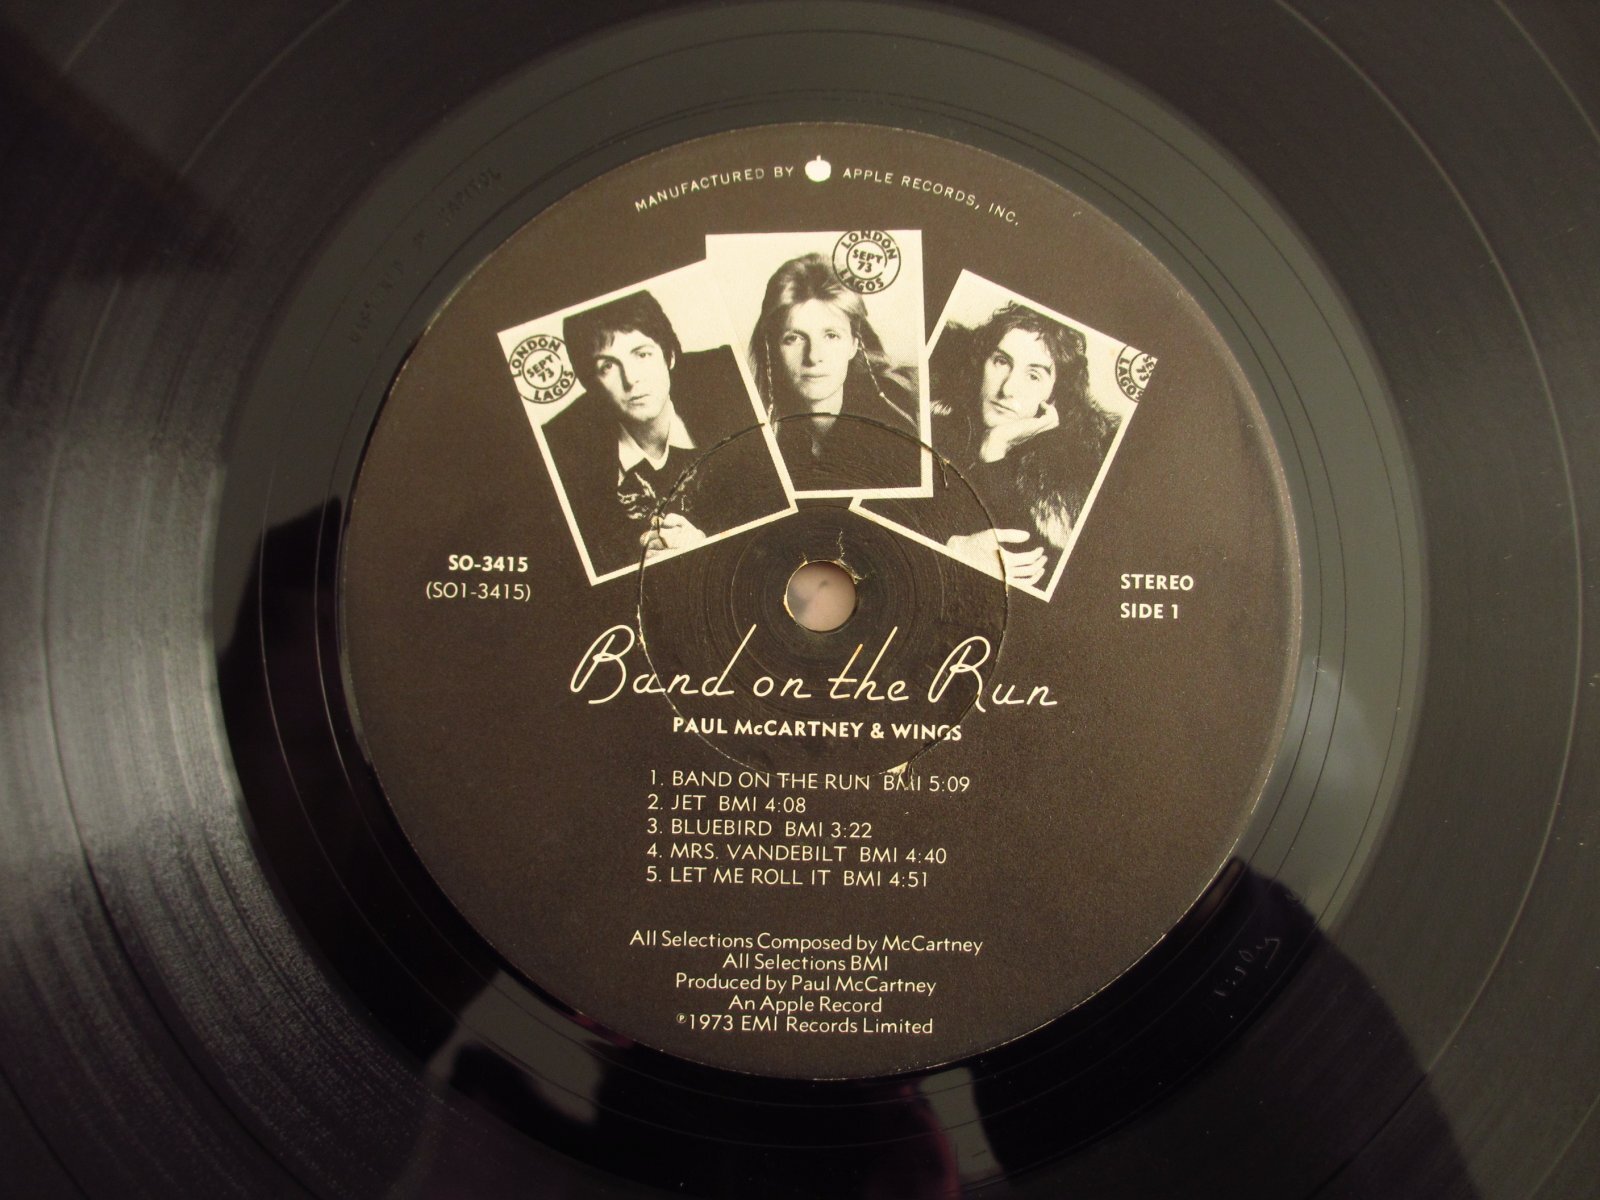 MANUFACTURED BY APPLE RECORDS, INC.
LONDON
SEPT
73
LAGOS
LONDON
SEPT
73
LAGOS
LAGOS
SO-3415
(SO1-3415)
STEREO
SIDE 1
Band on the Run
PAUL McCARTNEY & WINGS
1. BAND ON THE RUN BMI 5:09
2. JET BMI 4:08
3. BLUEBIRD BMI 3:22
4. MRS. VANDEBILT BMI 4:40
5. LET ME ROLL IT BMI 4:51
All Selections Composed by McCartney
All Selections BMI
Produced by Paul McCartney
An Apple Record
℗1973 EMI Records Limited